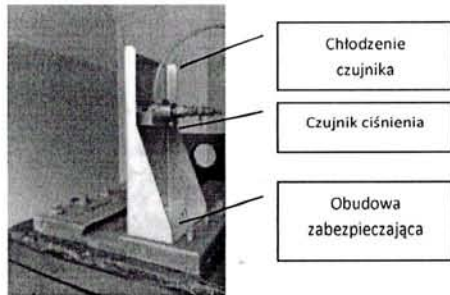 Chłodzenie
czujnika
Czujnik ciśnienia
Obudowa
zabezpieczająca